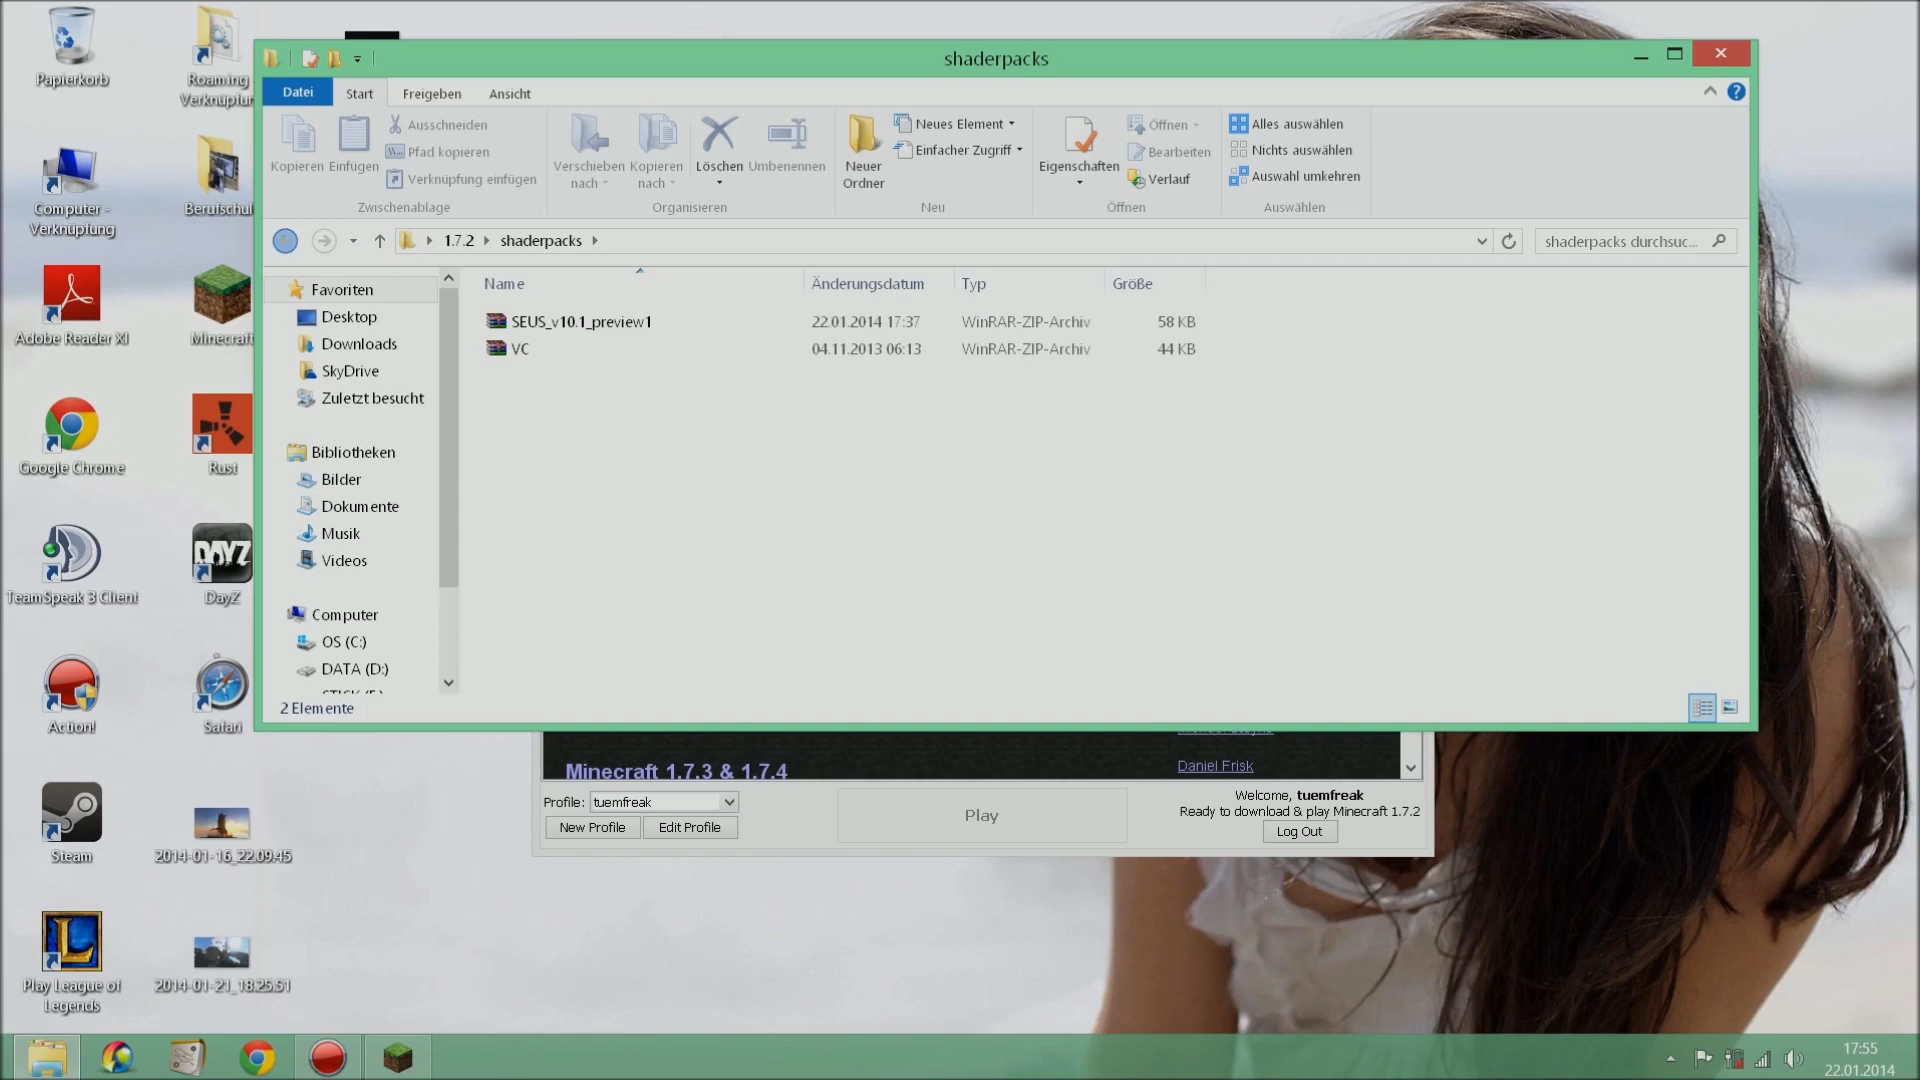 Papierkorb
Roaming
Verknüpfun
Computer -
Verknüpfung
Berufschul
Adobe Reader XI
Minecraft
Google Chrome
Rust
TeamSpeak 3 Client
DAYZ
DayZ
Action!
Safari
Steam
2014-01-16_22.09.45
Play League of
Legends
2014-01-21_18.25.51
shaderpacks
Datei
Start
Freigeben
Ansicht
Kopieren
Einfügen
Ausschneiden
Pfad kopieren
Verknüpfung einfügen
Zwischenablage
Verschieben
nach
Kopieren
nach
Löschen
Umbenennen
Organisieren
Neuer
Ordner
Neues Element
Einfacher Zugriff
Neu
Eigenschaften
Öffnen
Bearbeiten
Verlauf
Öffnen
Alles auswählen
Nichts auswählen
Auswahl umkehren
Auswählen
1.7.2
shaderpacks
shaderpacks durchsuc...
Favoriten
Desktop
Downloads
SkyDrive
Zuletzt besucht
Bibliotheken
Bilder
Dokumente
Musik
Videos
Computer
OS (C:)
DATA (D:)
2 Elemente
Name Änderungsdatum Typ Größe
SEUS_v10.1_preview1 22.01.2014 17:37 WinRAR-ZIP-Archiv 58 KB
VC 04.11.2013 06:13 WinRAR-ZIP-Archiv 44 KB
Minecraft 1.7.3 & 1.7.4
Daniel Frisk
Profile: tuemfreak
New Profile
Edit Profile
Play
Welcome, tuemfreak
Ready to download & play Minecraft 1.7.2
Log Out
17:55
22.01.2014